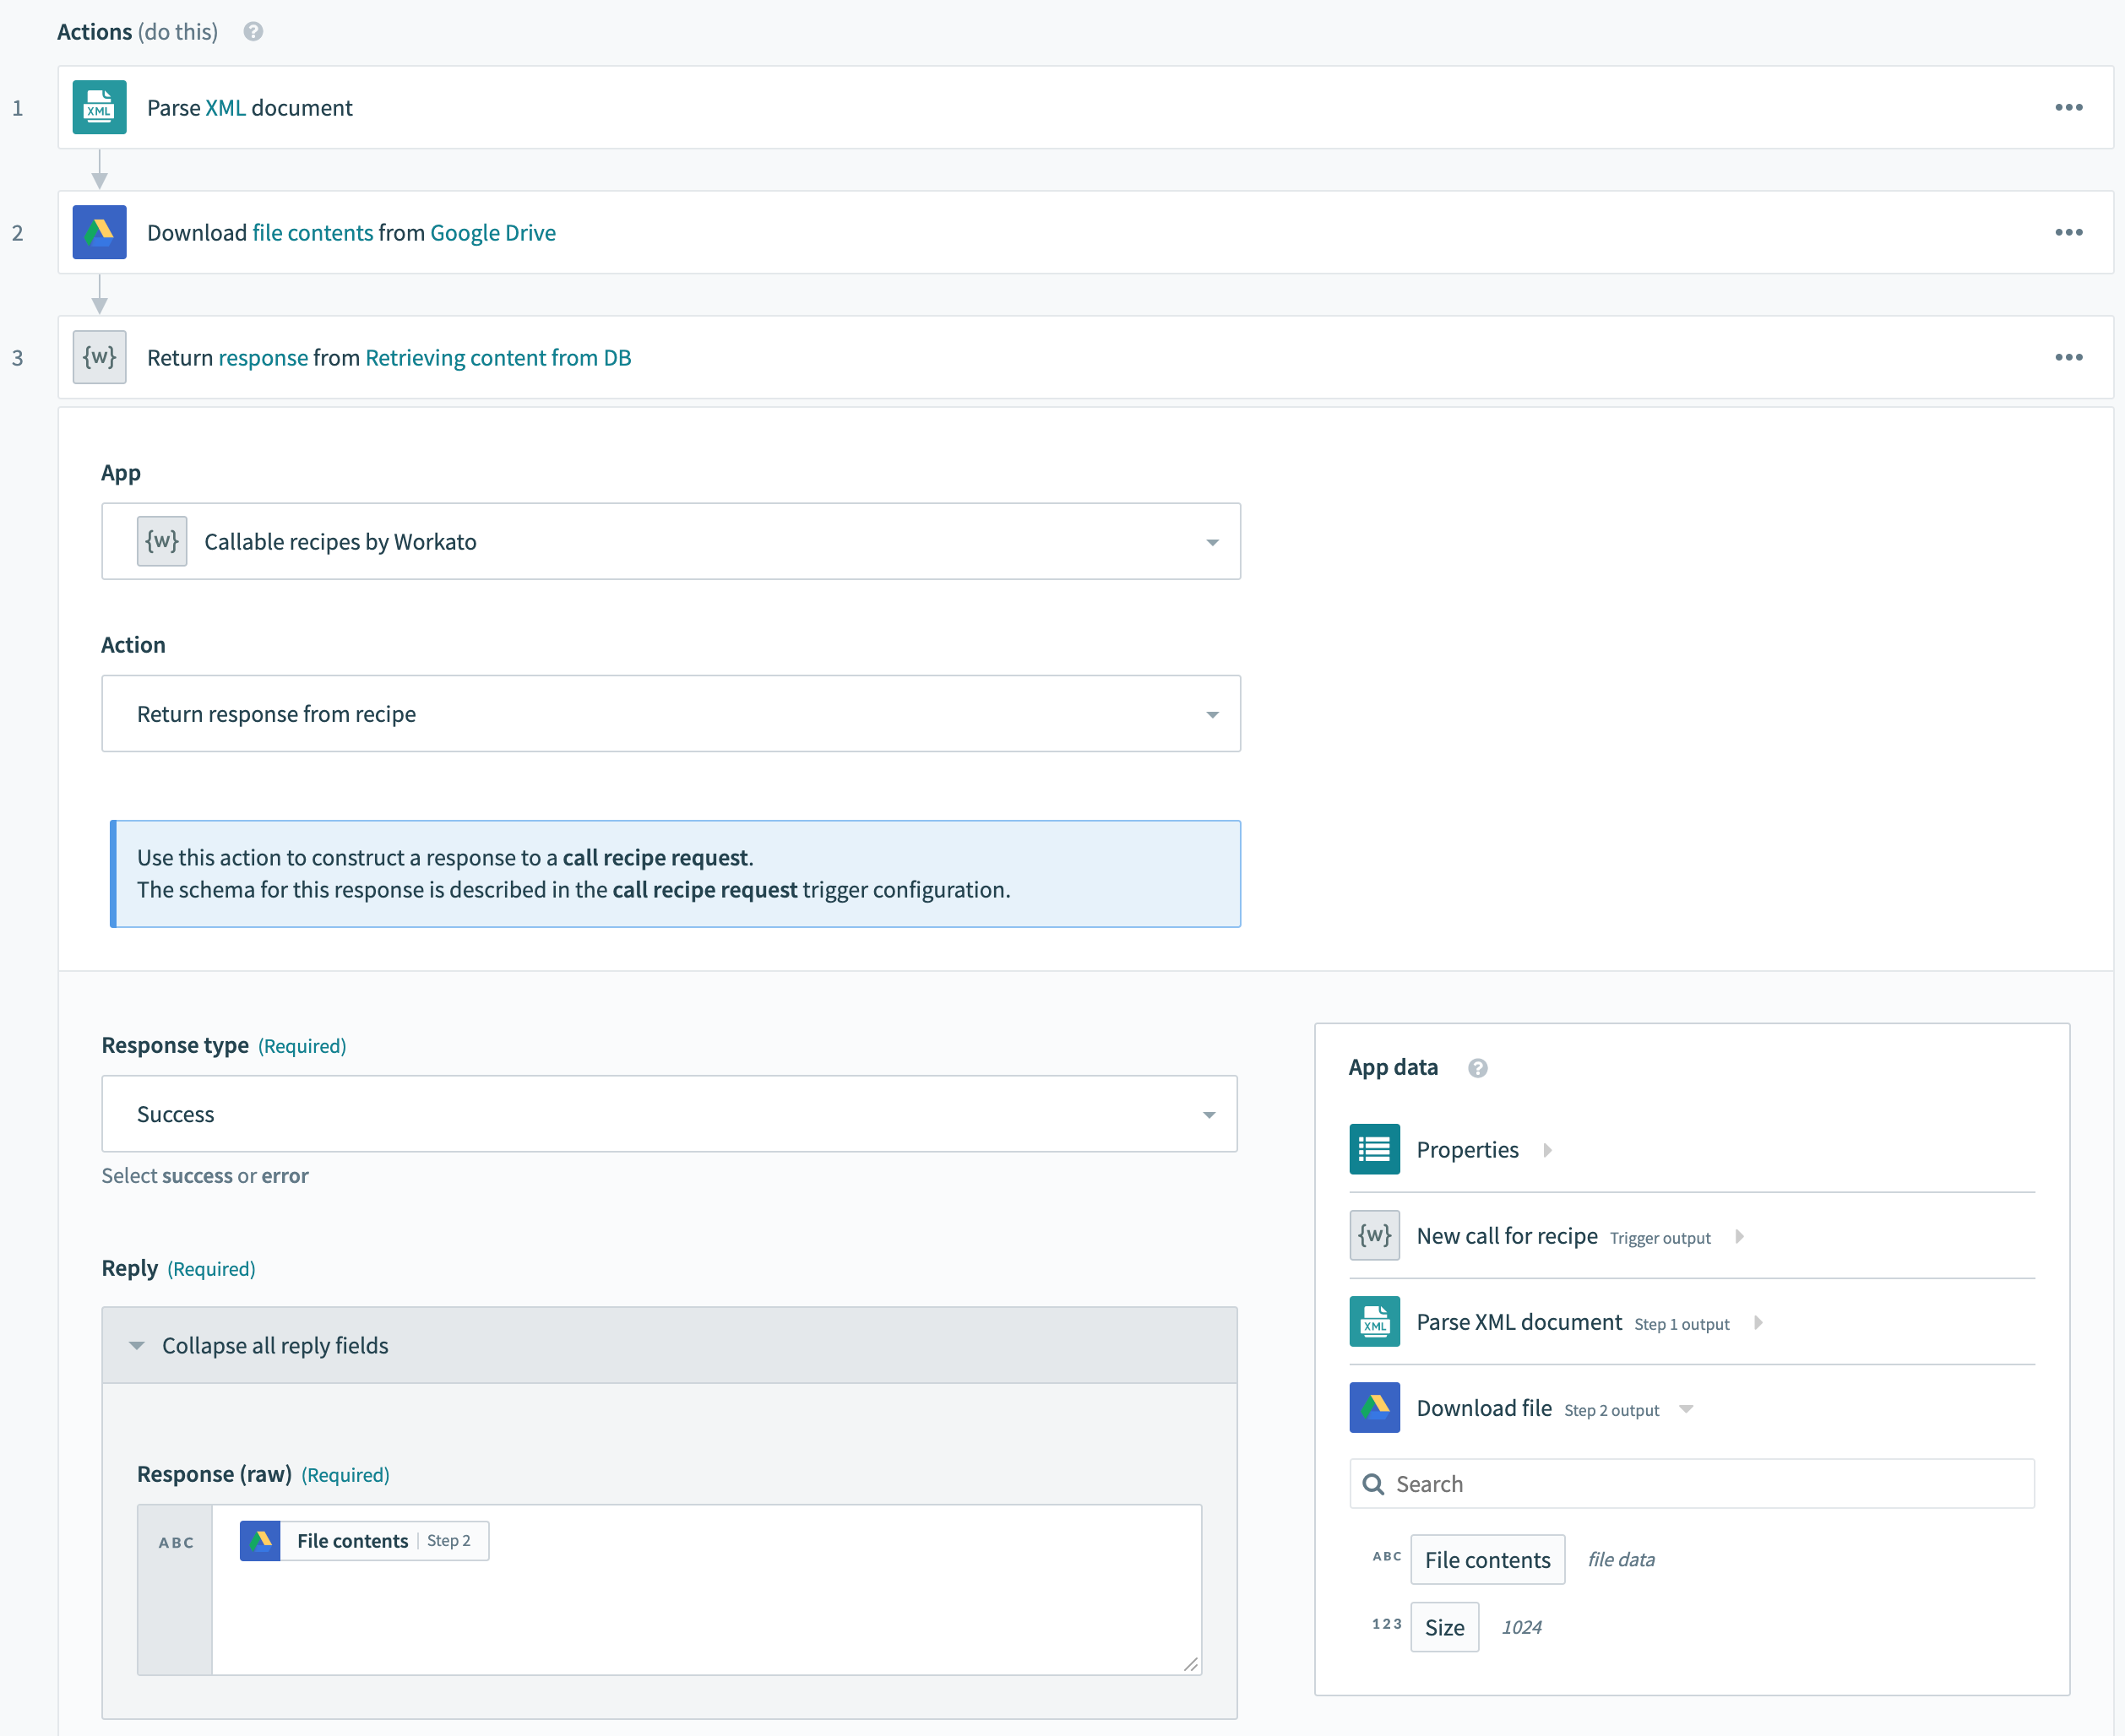 Actions (do this) ?
1 XML Parse XML document
2 Download file contents from Google Drive
3 {w} Return response from Retrieving content from DB
App
{w} Callable recipes by Workato
Action
Return response from recipe
Use this action to construct a response to a call recipe request.
The schema for this response is described in the call recipe request trigger configuration.
Response type (Required)
Success
Select success or error
Reply (Required)
Collapse all reply fields
Response (raw) (Required)
ABC File contents Step 2
App data ?
Properties
{w} New call for recipe Trigger output
XML Parse XML document Step 1 output
Download file Step 2 output
Search
ABC File contents file data
123 Size 1024